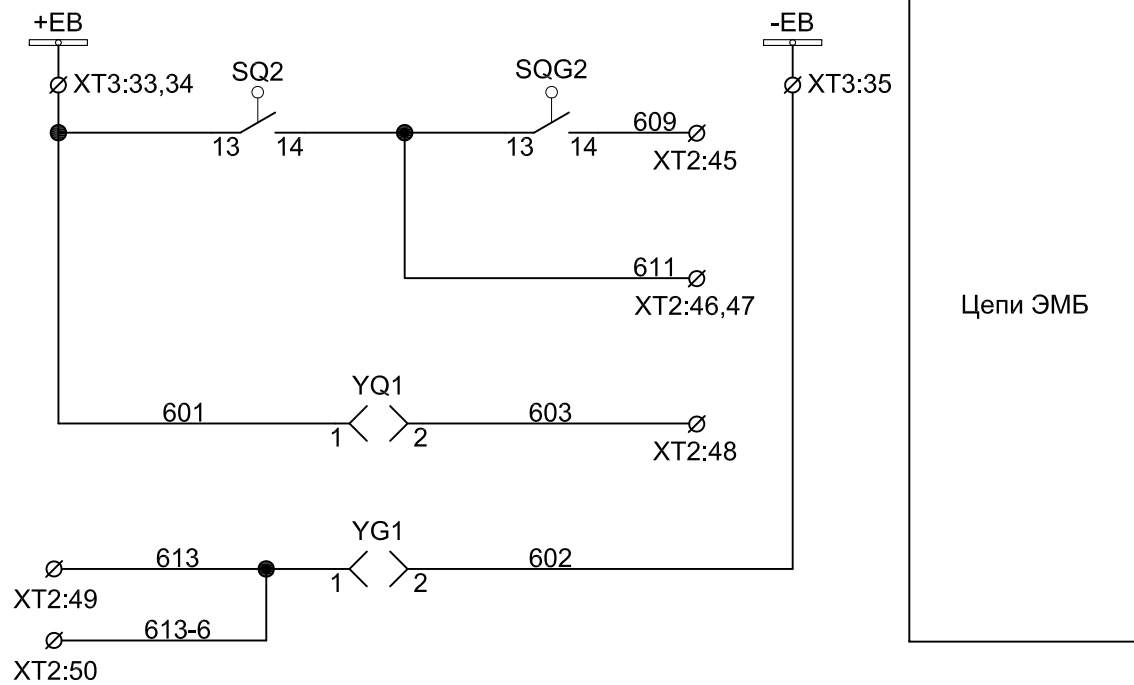 +EB
-EB
XT3:33,34
XT3:35
SQ2
SQG2
13
14
13
14
609
XT2:45
611
XT2:46,47
Цепи ЭМБ
YQ1
601
603
1
2
XT2:48
YG1
613
602
1
2
XT2:49
613-6
XT2:50